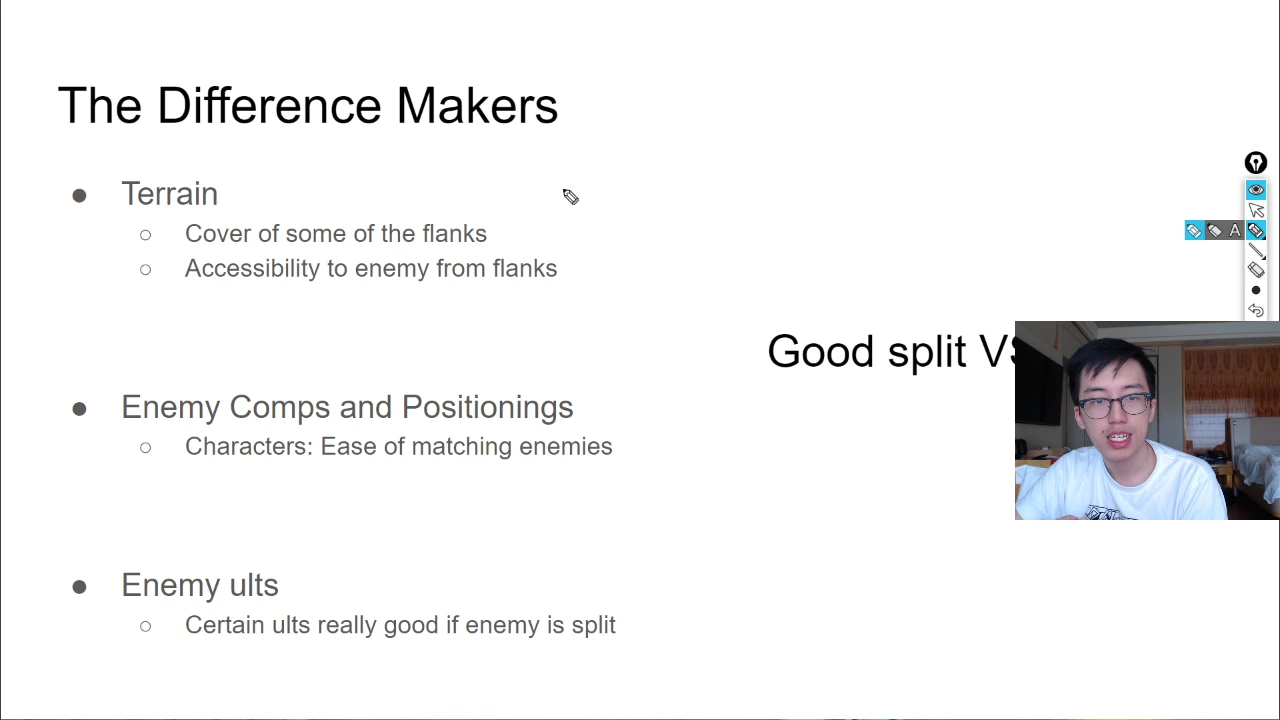 The Difference Makers
● Terrain
○ Cover of some of the flanks
○ Accessibility to enemy from flanks
Good split
● Enemy Comps and Positionings
○ Characters: Ease of matching enemies
● Enemy ults
○ Certain ults really good if enemy is split
A